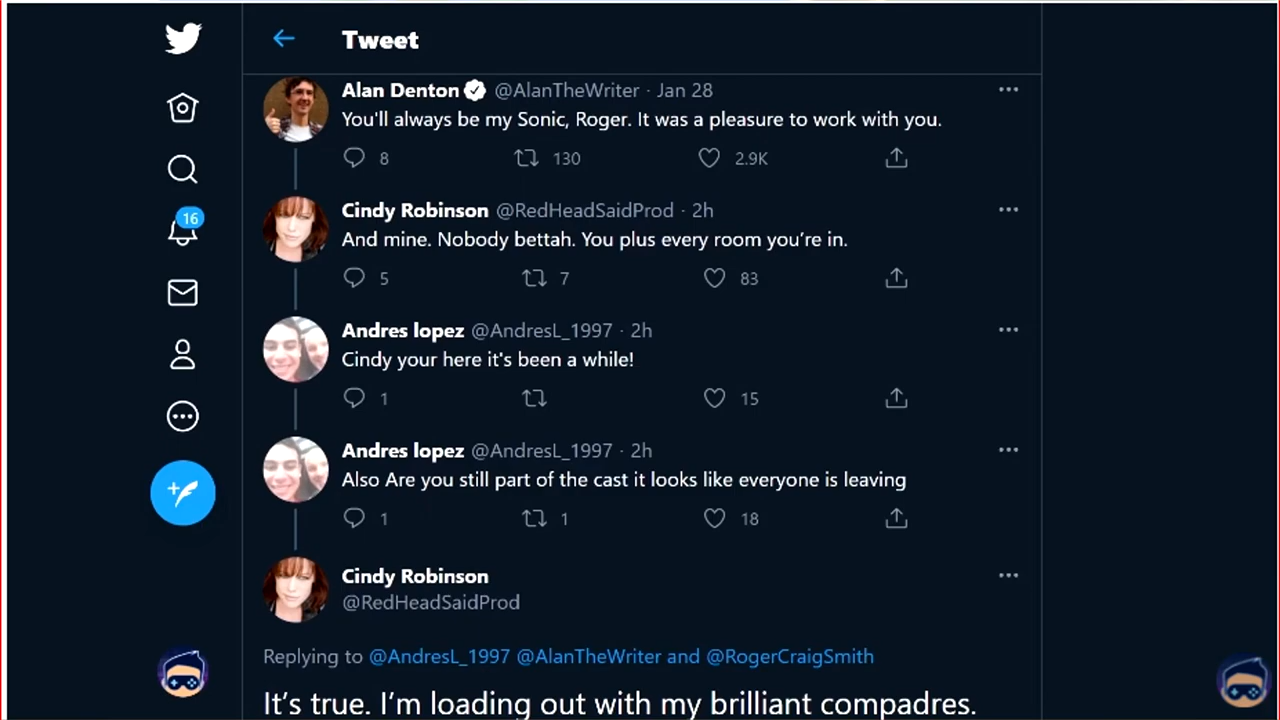 Tweet
Alan Denton @AlanTheWriter · Jan 28
You'll always be my Sonic, Roger. It was a pleasure to work with you.
8 130 2.9K
Cindy Robinson @RedHeadSaidProd · 2h
And mine. Nobody bettah. You plus every room you’re in.
5 7 83
16
Andres lopez @AndresL_1997 · 2h
Cindy your here it's been a while!
1 15
Andres lopez @AndresL_1997 · 2h
Also Are you still part of the cast it looks like everyone is leaving
1 1 18
Cindy Robinson
@RedHeadSaidProd
Replying to @AndresL_1997 @AlanTheWriter and @RogerCraigSmith
It’s true. I’m loading out with my brilliant compadres.